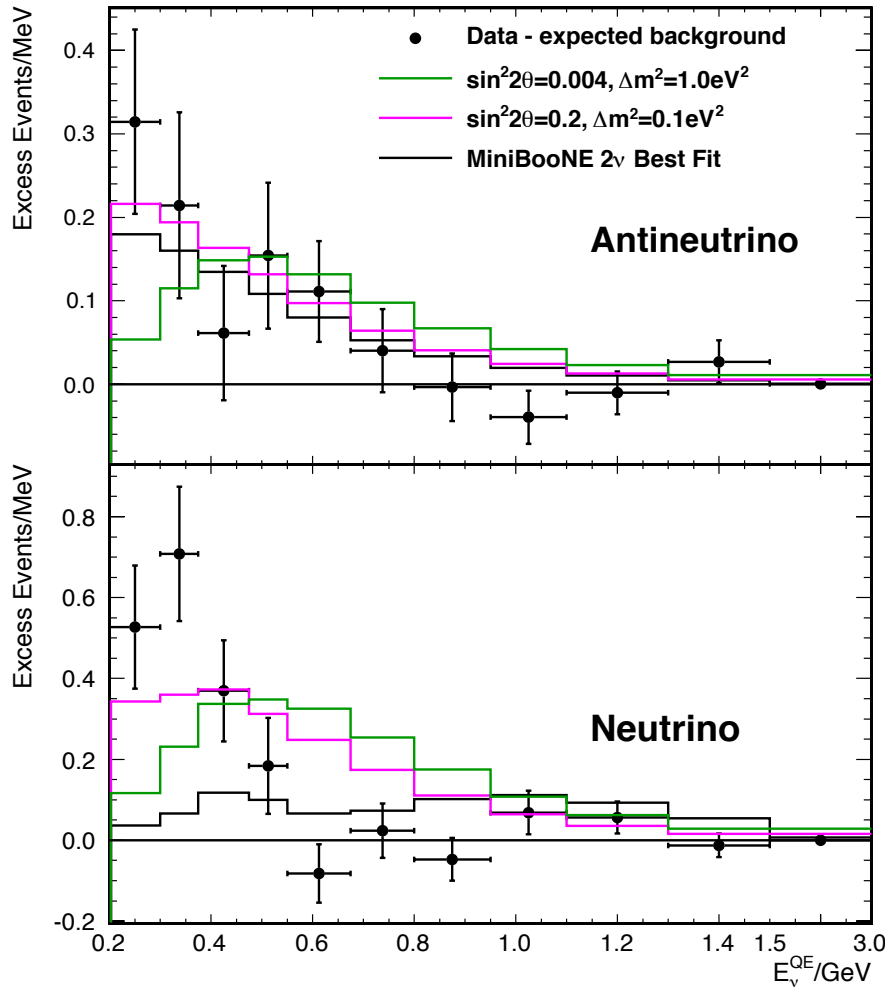 Excess Events/MeV
0.4
0.3
0.2
0.1
0.0
Data - expected background
sin²2θ=0.004, Δm²=1.0eV²
sin²2θ=0.2, Δm²=0.1eV²
MiniBooNE 2ν Best Fit
Antineutrino
Excess Events/MeV
0.8
0.6
0.4
0.2
0.0
-0.2
Neutrino
0.2 0.4 0.6 0.8 1.0 1.2 1.4 1.5 3.0
E_ν^QE/GeV